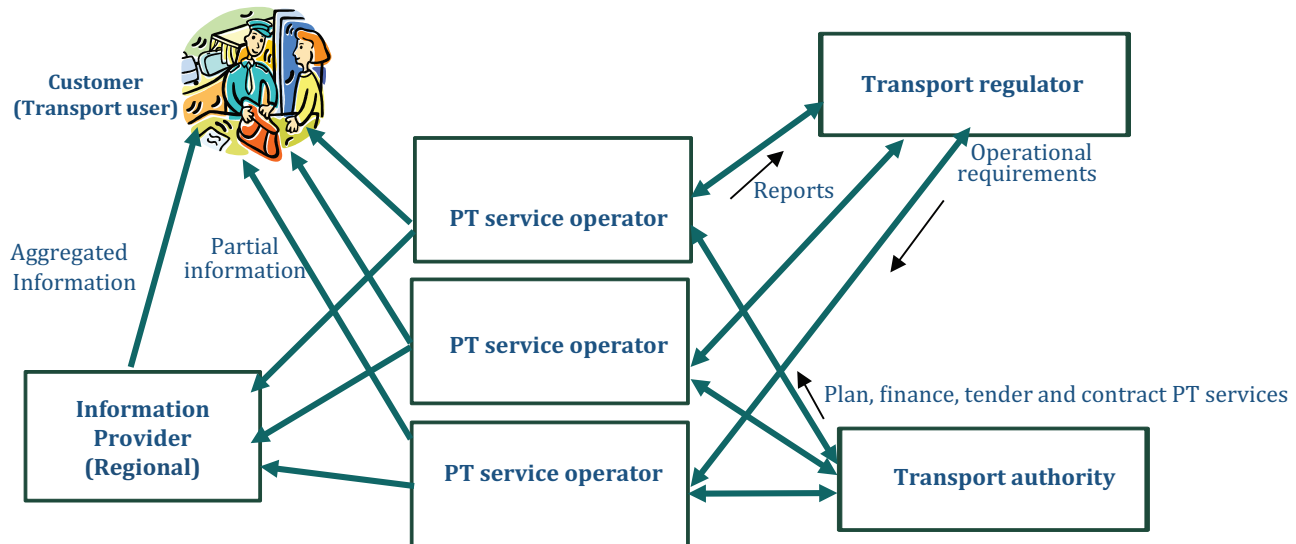 Customer
(Transport user)
Transport regulator
Operational
requirements
Reports
PT service operator
Aggregated
Information
Partial
information
PT service operator
Plan, finance, tender and contract PT services
Information
Provider
(Regional)
PT service operator
Transport authority